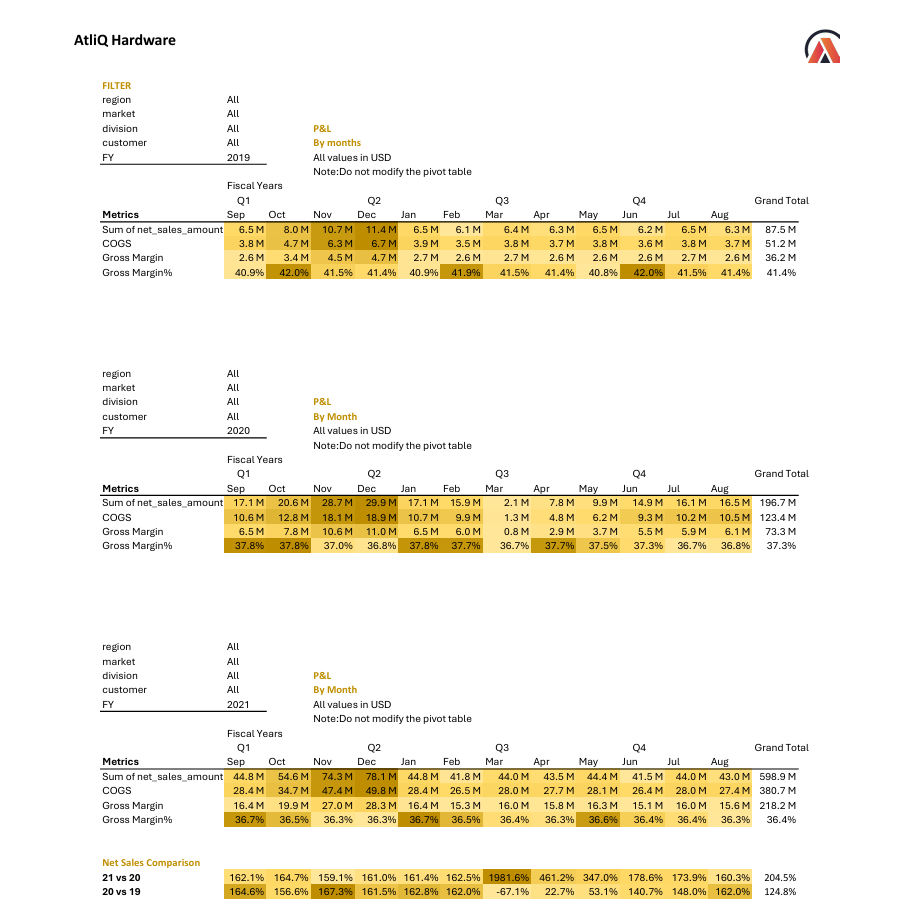 AtliQ Hardware
FILTER
region All
market All
division All P&L
customer All By months
FY 2019 All values in USD
Note:Do not modify the pivot table
Fiscal Years
Q1 Q2 Q3 Q4 Grand Total
Metrics Sep Oct Nov Dec Jan Feb Mar Apr May Jun Jul Aug
Sum of net_sales_amount 6.5 M 8.0 M 10.7 M 11.4 M 6.5 M 6.1 M 6.4 M 6.3 M 6.5 M 6.2 M 6.5 M 6.3 M 87.5 M
COGS 3.8 M 4.7 M 6.3 M 6.7 M 3.9 M 3.5 M 3.8 M 3.7 M 3.8 M 3.6 M 3.8 M 3.7 M 51.2 M
Gross Margin 2.6 M 3.4 M 4.5 M 4.7 M 2.7 M 2.6 M 2.7 M 2.6 M 2.6 M 2.6 M 2.7 M 2.6 M 36.2 M
Gross Margin% 40.9% 42.0% 41.5% 41.4% 40.9% 41.9% 41.5% 41.4% 40.8% 42.0% 41.5% 41.4% 41.4%
region All
market All
division All P&L
customer All By Month
FY 2020 All values in USD
Note:Do not modify the pivot table
Fiscal Years
Q1 Q2 Q3 Q4 Grand Total
Metrics Sep Oct Nov Dec Jan Feb Mar Apr May Jun Jul Aug
Sum of net_sales_amount 17.1 M 20.6 M 28.7 M 29.9 M 17.1 M 15.9 M 2.1 M 7.8 M 9.9 M 14.9 M 16.1 M 16.5 M 196.7 M
COGS 10.6 M 12.8 M 18.1 M 18.9 M 10.7 M 9.9 M 1.3 M 4.8 M 6.2 M 9.3 M 10.2 M 10.5 M 123.4 M
Gross Margin 6.5 M 7.8 M 10.6 M 11.0 M 6.5 M 6.0 M 0.8 M 2.9 M 3.7 M 5.5 M 5.9 M 6.1 M 73.3 M
Gross Margin% 37.8% 37.8% 37.0% 36.8% 37.8% 37.7% 36.7% 37.7% 37.5% 37.3% 36.7% 36.8% 37.3%
region All
market All
division All P&L
customer All By Month
FY 2021 All values in USD
Note:Do not modify the pivot table
Fiscal Years
Q1 Q2 Q3 Q4 Grand Total
Metrics Sep Oct Nov Dec Jan Feb Mar Apr May Jun Jul Aug
Sum of net_sales_amount 44.8 M 54.6 M 74.3 M 78.1 M 44.8 M 41.8 M 44.0 M 43.5 M 44.4 M 41.5 M 44.0 M 43.0 M 598.9 M
COGS 28.4 M 34.7 M 47.4 M 49.8 M 28.4 M 26.5 M 28.0 M 27.7 M 28.1 M 26.4 M 28.0 M 27.4 M 380.7 M
Gross Margin 16.4 M 19.9 M 27.0 M 28.3 M 16.4 M 15.3 M 16.0 M 15.8 M 16.3 M 15.1 M 16.0 M 15.6 M 218.2 M
Gross Margin% 36.7% 36.5% 36.3% 36.3% 36.7% 36.5% 36.4% 36.3% 36.6% 36.4% 36.4% 36.3% 36.4%
Net Sales Comparison
21 vs 20 162.1% 164.7% 159.1% 161.0% 161.4% 162.5% 1981.6% 461.2% 347.0% 178.6% 173.9% 160.3% 204.5%
20 vs 19 164.6% 156.6% 167.3% 161.5% 162.8% 162.0% -67.1% 22.7% 53.1% 140.7% 148.0% 162.0% 124.8%